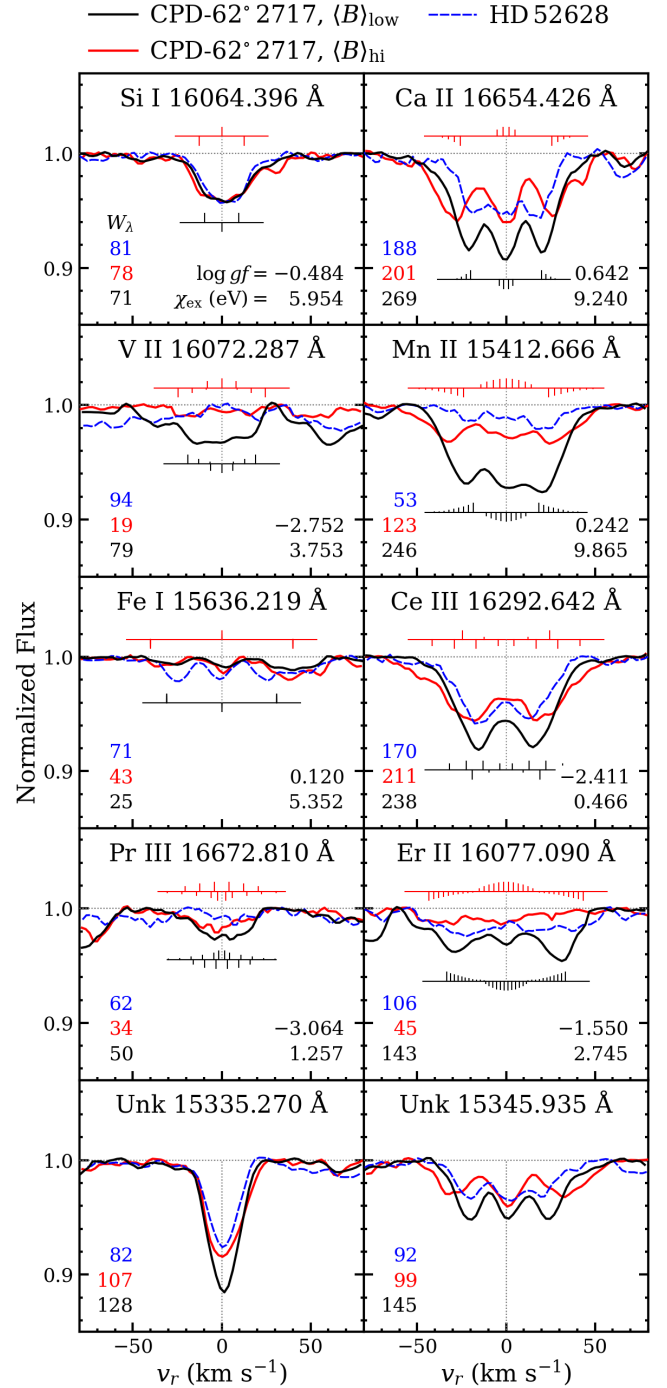 CPD-62° 2717, ⟨B⟩low
HD 52628
CPD-62° 2717, ⟨B⟩hi
Si I 16064.396 Å
Ca II 16654.426 Å
1.0
Wλ
81
188
78
log gf = −0.484
201
0.642
0.9
71
χex (eV) = 5.954
269
9.240
V II 16072.287 Å
Mn II 15412.666 Å
1.0
94
53
0.9
19
−2.752
123
0.242
79
3.753
246
9.865
Fe I 15636.219 Å
Ce III 16292.642 Å
1.0
Normalized Flux
71
170
0.9
43
0.120
211
−2.411
25
5.352
238
0.466
Pr III 16672.810 Å
Er II 16077.090 Å
1.0
62
106
0.9
34
−3.064
45
−1.550
50
1.257
143
2.745
Unk 15335.270 Å
Unk 15345.935 Å
1.0
82
92
0.9
107
99
128
145
−50 0 50
−50 0 50
vr (km s−1)
vr (km s−1)